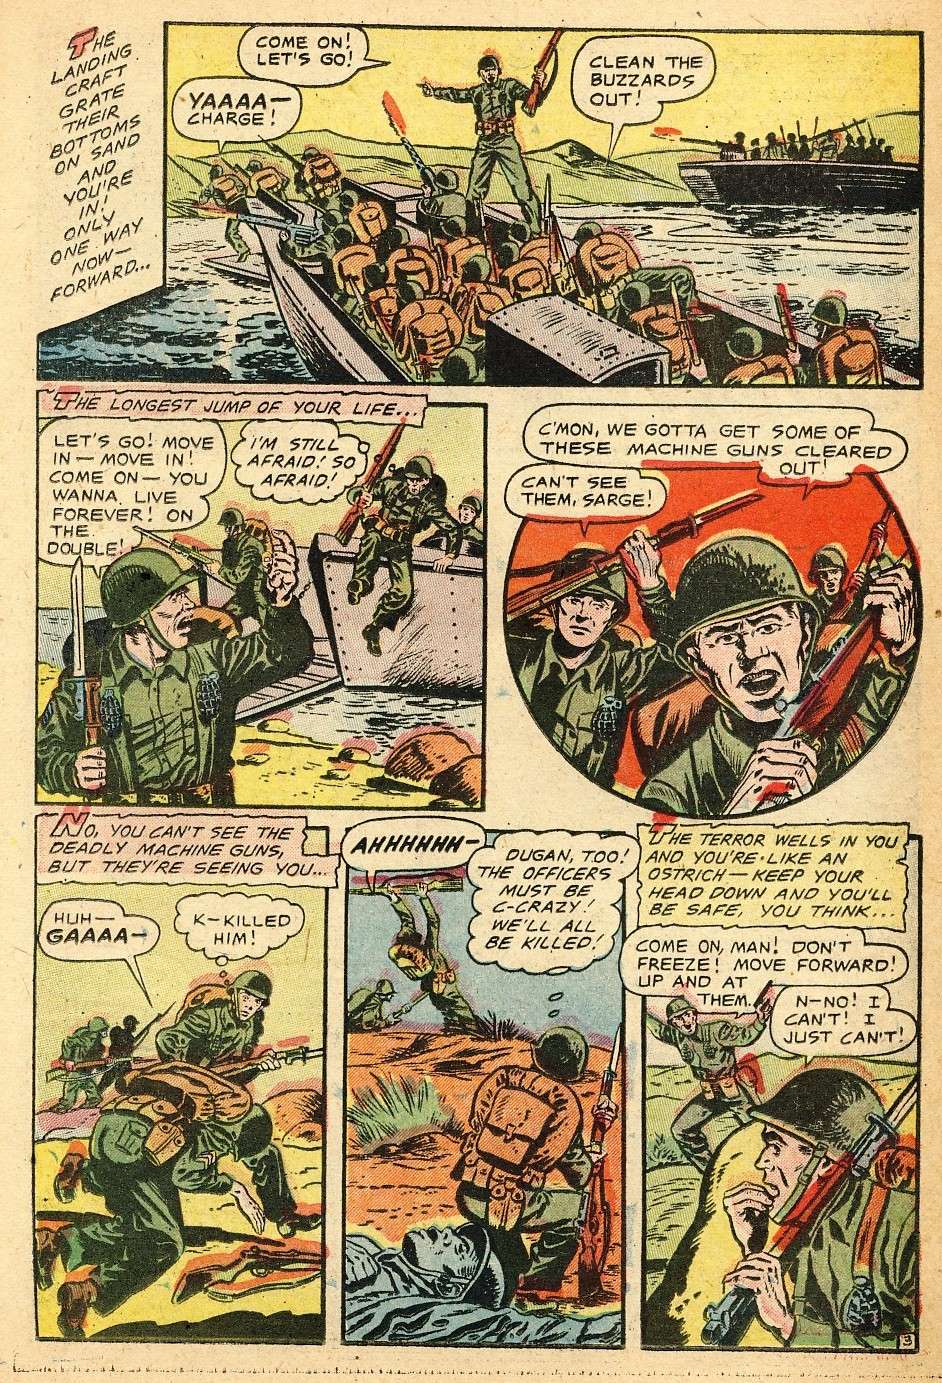 THE
LANDING
CRAFT
GRATE
THEIR
BOTTOMS
ON SAND
AND
YOU'RE
IN!
ONLY
ONE WAY
NOW—
FORWARD...
COME ON!
LET'S GO!
YAAAA—
CHARGE!
CLEAN THE
BUZZARDS
OUT!
THE LONGEST JUMP OF YOUR LIFE...
LET'S GO! MOVE
IN—MOVE IN!
COME ON—YOU
WANNA LIVE
FOREVER! ON
THE
DOUBLE!
I'M STILL
AFRAID! SO
AFRAID!
C'MON, WE GOTTA GET SOME OF
THESE MACHINE GUNS CLEARED
OUT!
CAN'T SEE
THEM, SARGE!
NO, YOU CAN'T SEE THE
DEADLY MACHINE GUNS,
BUT THEY'RE SEEING YOU...
HUH—
GAAAA—
K-KILLED
HIM!
AHHHHHH—
DUGAN, TOO!
THE OFFICERS
MUST BE
C-CRAZY!
WE'LL ALL
BE KILLED!
THE TERROR WELLS IN YOU
AND YOU'RE LIKE AN
OSTRICH—KEEP YOUR
HEAD DOWN AND YOU'LL
BE SAFE, YOU THINK...
COME ON, MAN! DON'T
FREEZE! MOVE FORWARD!
UP AND AT
THEM.
N-NO! I
CAN'T! I
JUST CAN'T!
3